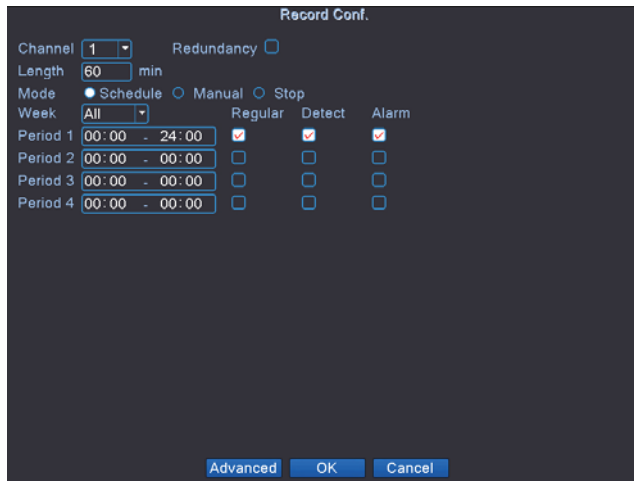 Record Conf.
Channel 1 Redundancy
Length 60 min
Mode Schedule Manual Stop
Week All Regular Detect Alarm
Period 1 00:00 - 24:00
Period 2 00:00 - 00:00
Period 3 00:00 - 00:00
Period 4 00:00 - 00:00
Advanced OK Cancel